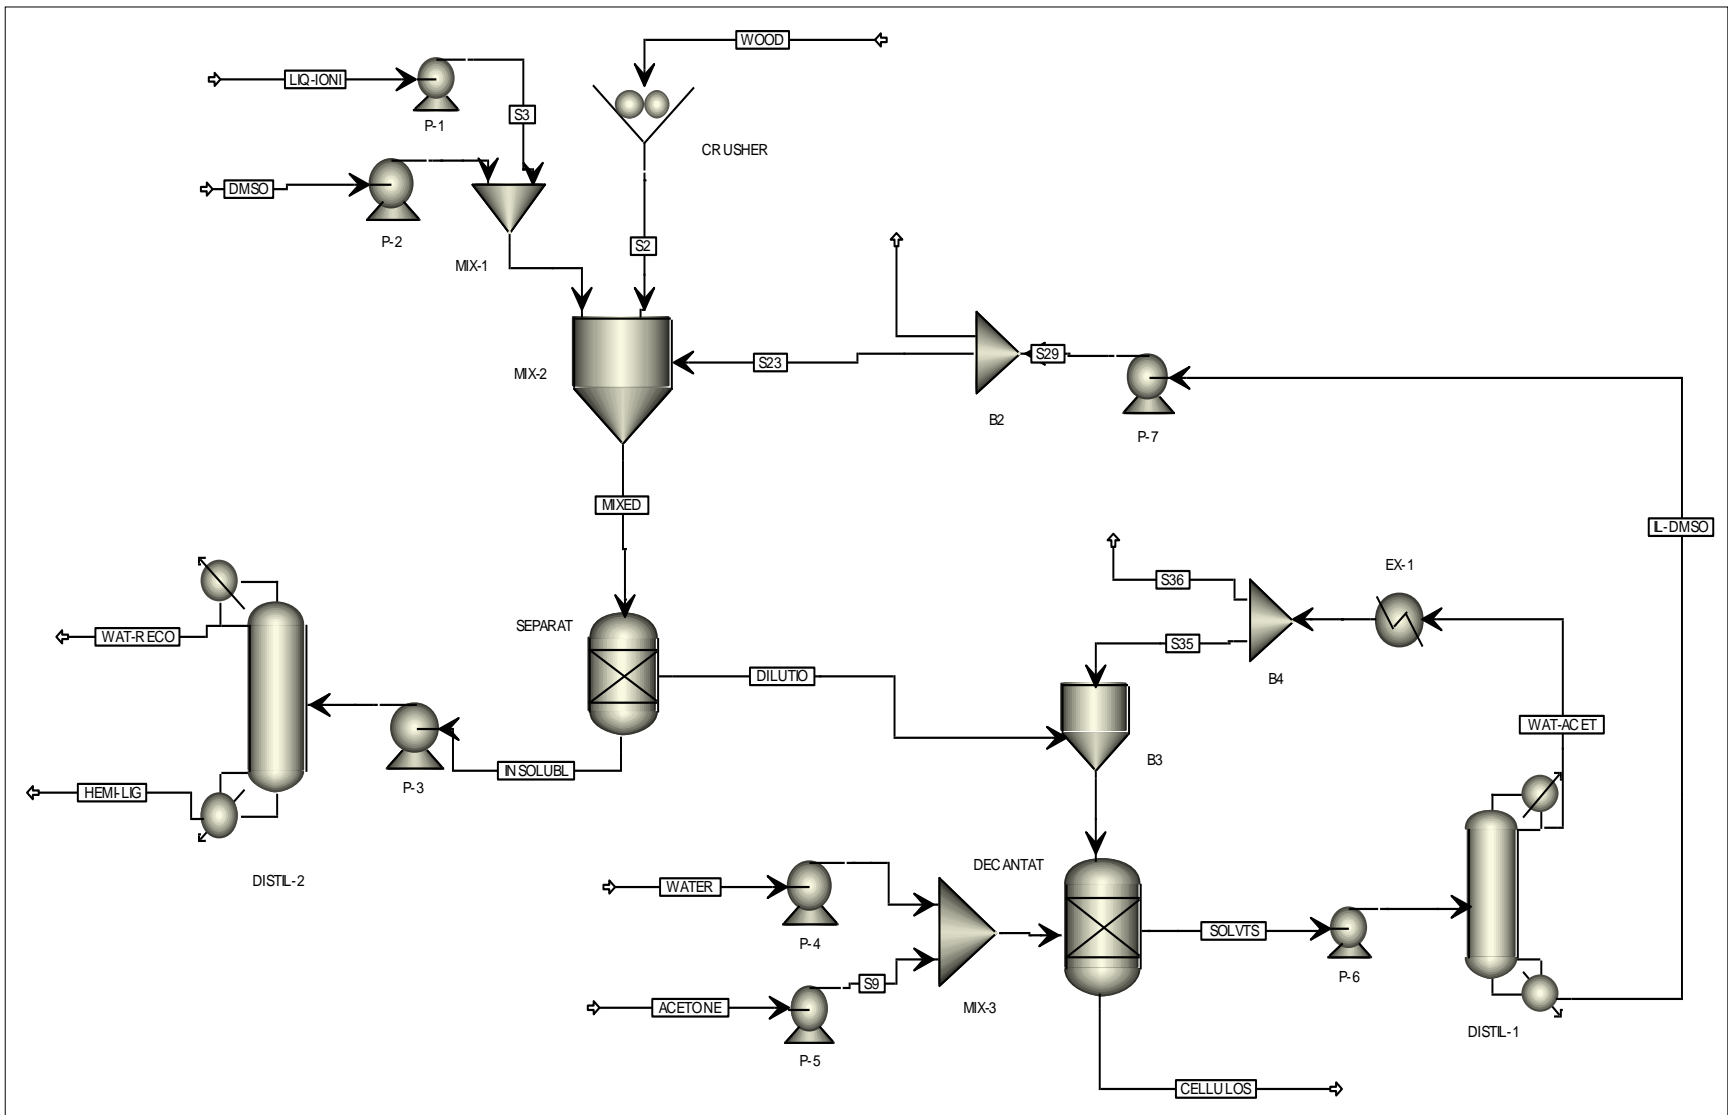 WOOD
LIQ-IONI
P-1
S3
CRUSHER
DMSO
P-2
MIX-1
S2
MIX-2
S23
S29
B2
P-7
MIXED
IL-DMSO
S36
EX-1
SEPARAT
WAT-RECO
DILUTIO
S35
B4
WAT-ACET
B3
INSOLUBL
P-3
HEMI-LIG
DISTIL-2
DECANTAT
WATER
P-4
SOLVTS
P-6
S9
ACETONE
MIX-3
P-5
DISTIL-1
CELLULOS